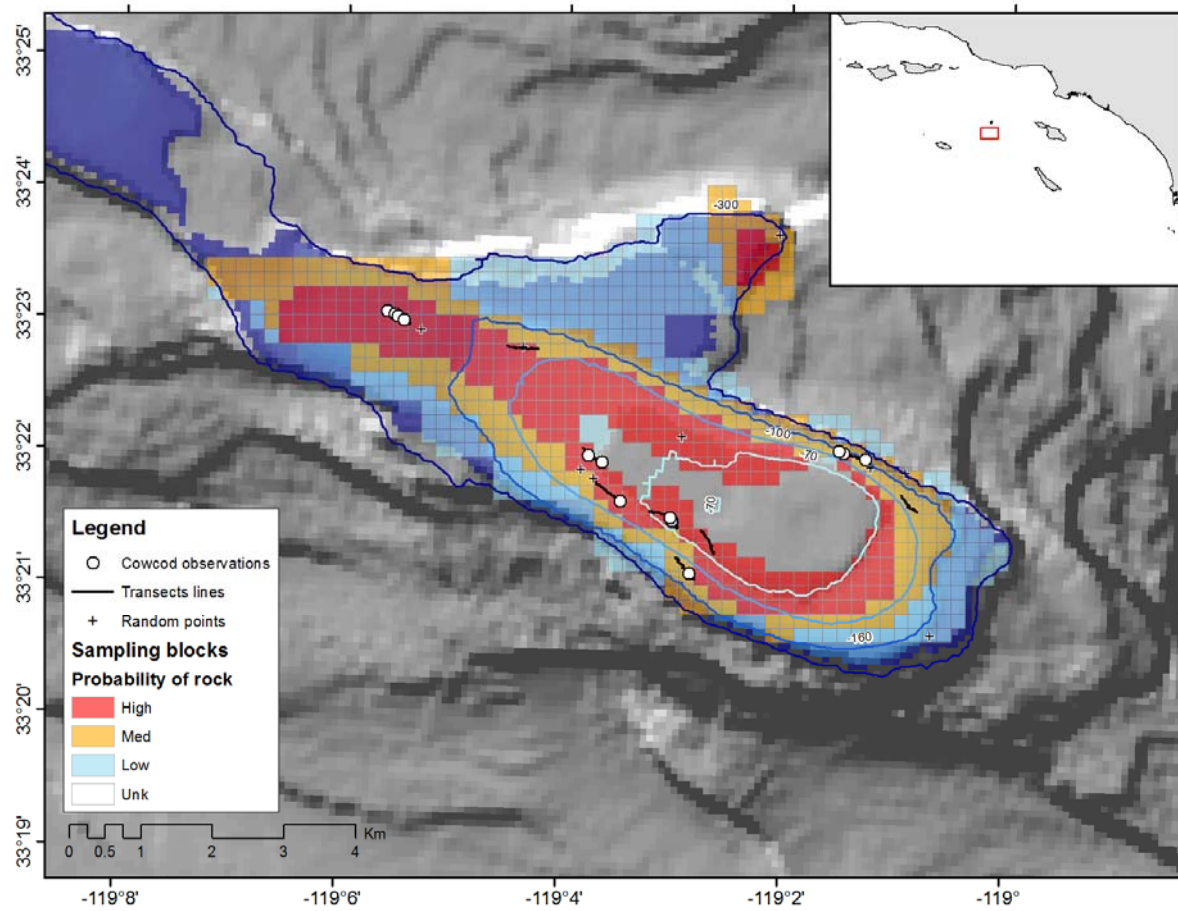 33°25'
33°24'
33°23'
33°22'
33°21'
33°20'
33°19'
-300
-100
-70
-70
-160
Legend
Cowcod observations
Transects lines
Random points
Sampling blocks
Probability of rock
High
Med
Low
Unk
Km
0 0.5 1 2 3 4
-119°8' -119°6' -119°4' -119°2' -119°